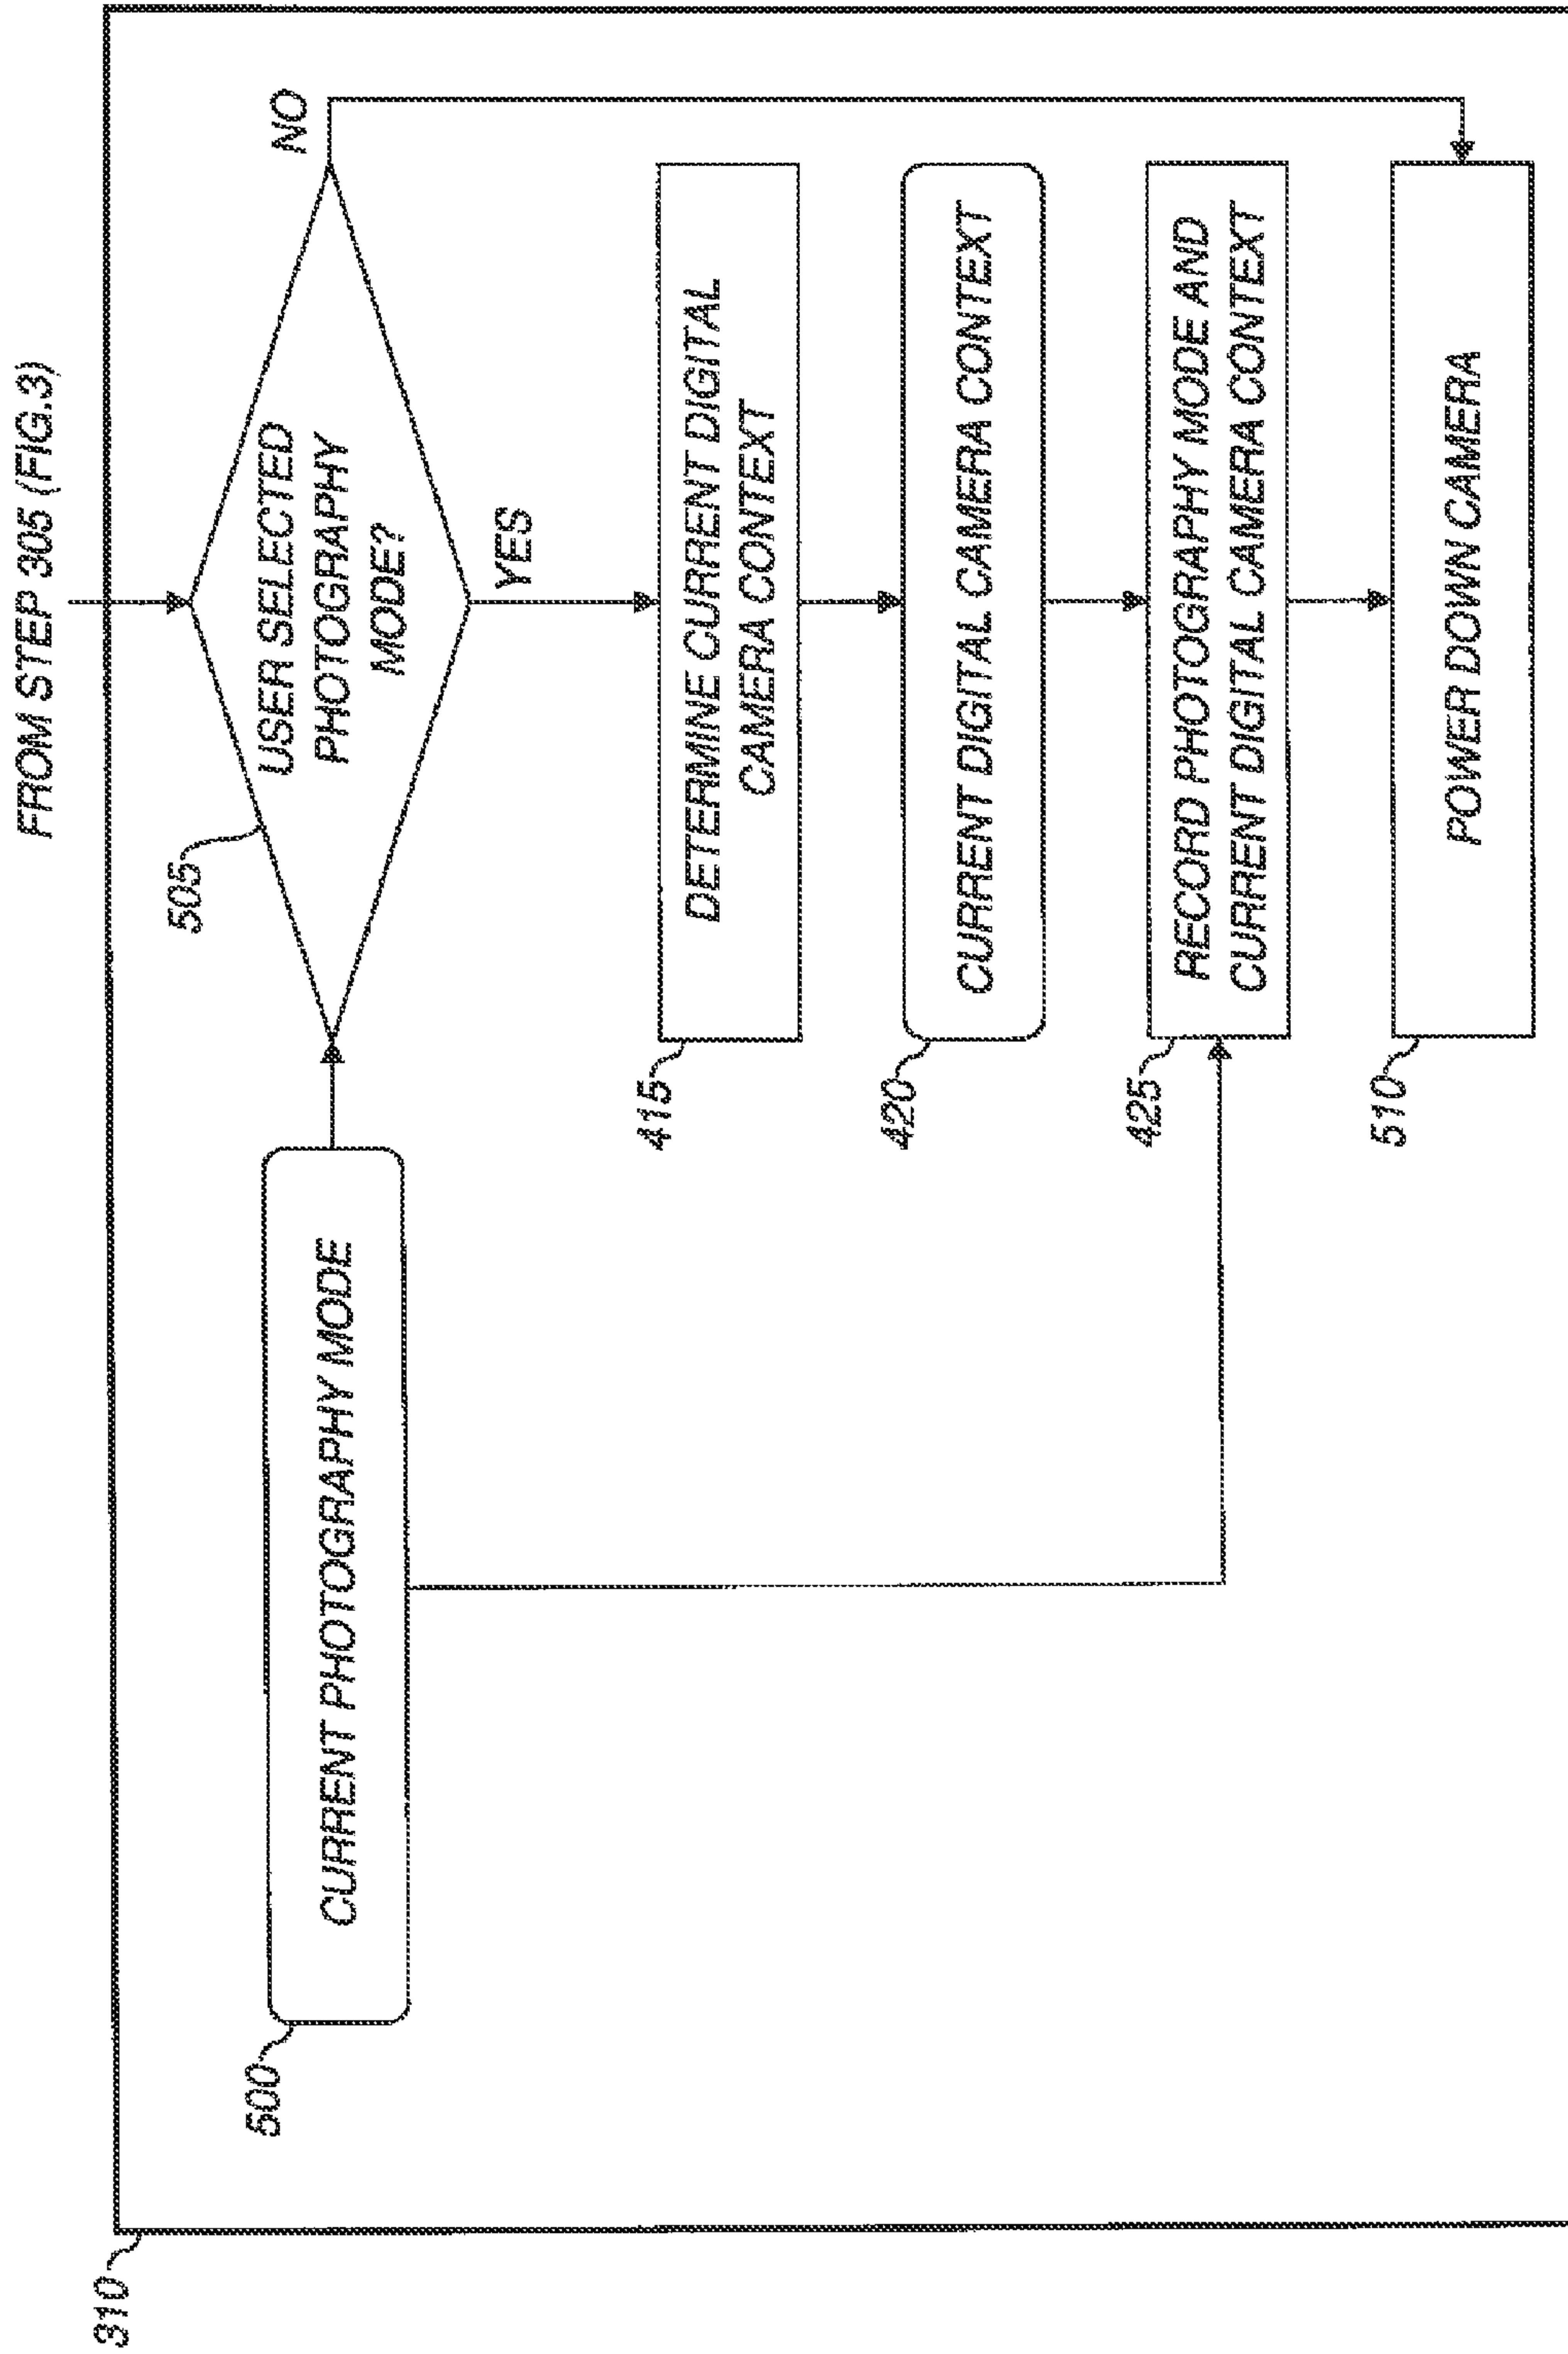 FROM STEP 305 (FIG.3)
310
500
CURRENT PHOTOGRAPHY MODE
505
USER SELECTED
PHOTOGRAPHY
MODE?
NO
YES
415
DETERMINE CURRENT DIGITAL
CAMERA CONTEXT
420
CURRENT DIGITAL CAMERA CONTEXT
425
RECORD PHOTOGRAPHY MODE AND
CURRENT DIGITAL CAMERA CONTEXT
510
POWER DOWN CAMERA